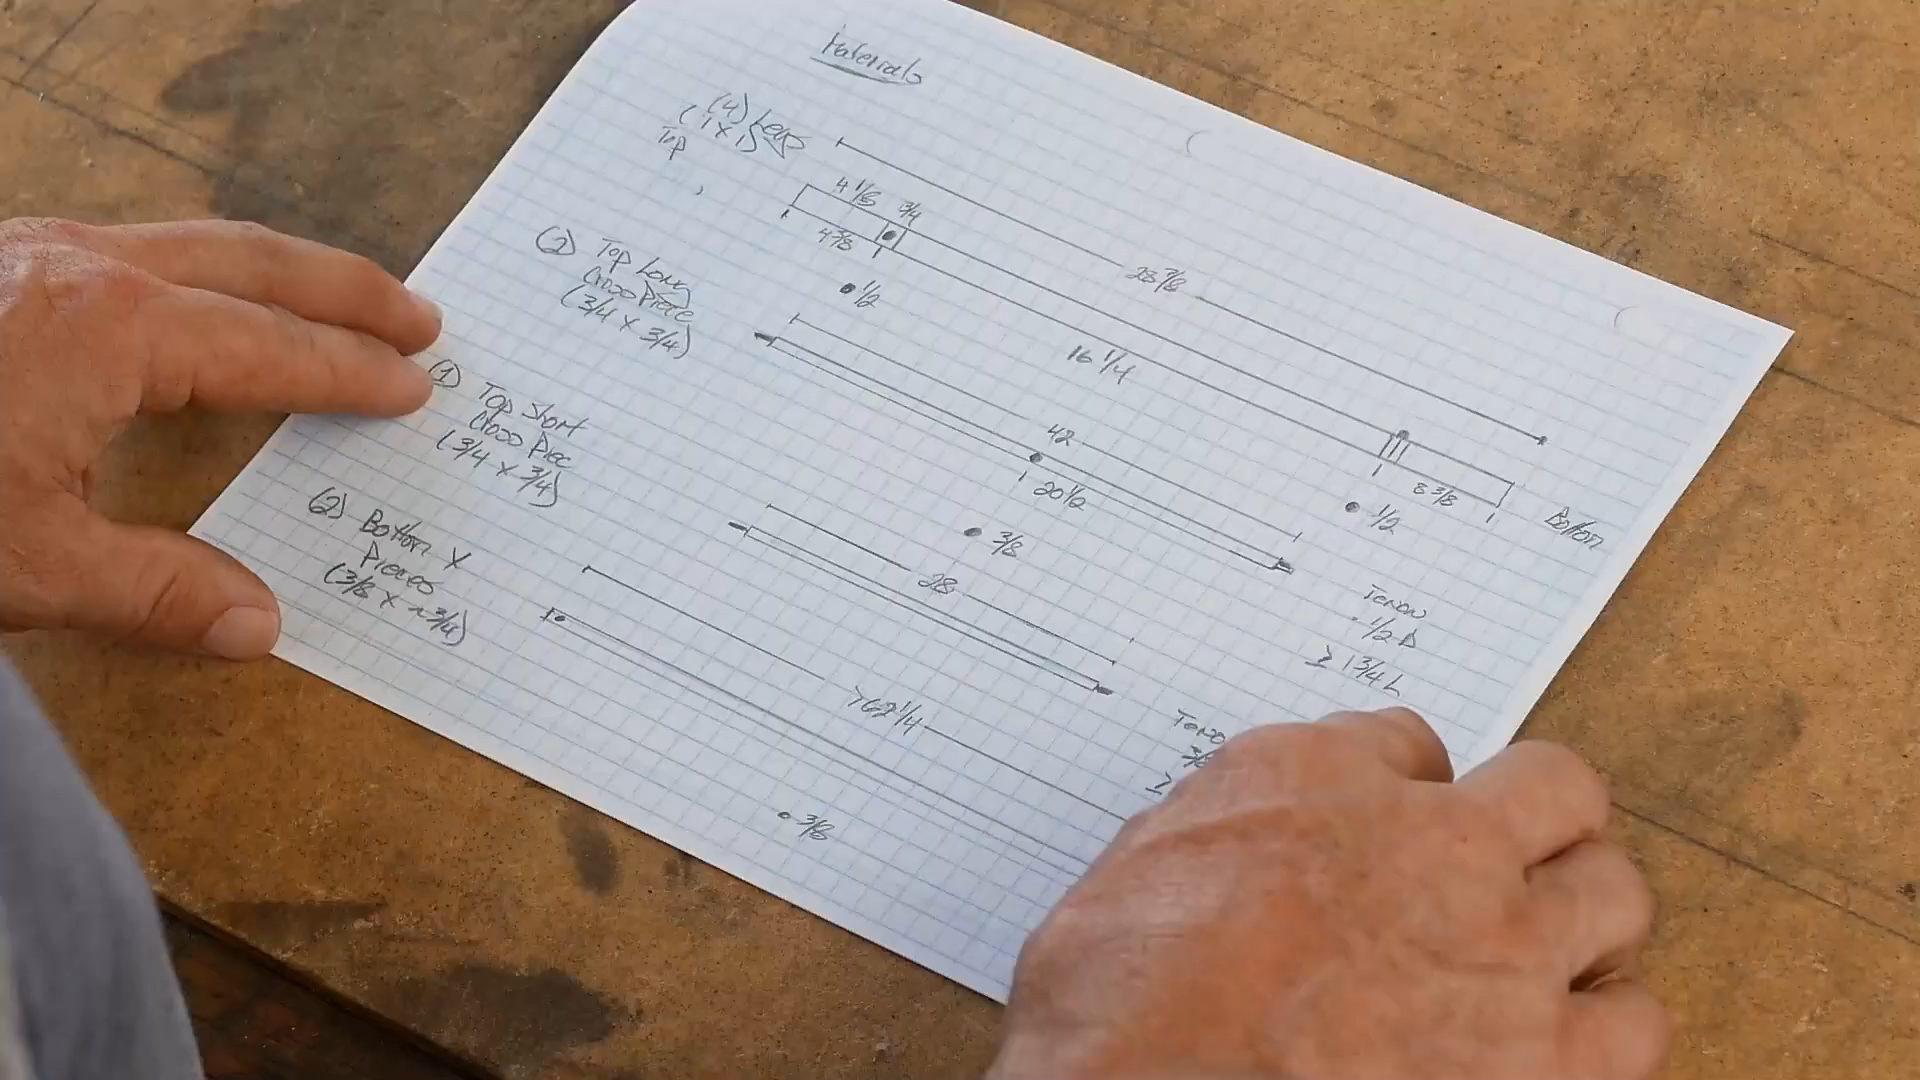 Materials
(4) Legs
(1 x 1)
Top
4 1/8 3/4
4 3/8
28 7/8
1/2
16 1/4
8 3/8
1/2
Bottom
(2) Top Long
Cross Piece
(3/4 x 3/4)
42
20 1/2
3/8
Tenon
1/2 D
≥ 1 3/4 L
(1) Top Short
Cross Piec
(3/4 x 3/4)
28
(2) Bottom Y
Pieces
(3/8 x ~3/4)
>62 1/4
3/8